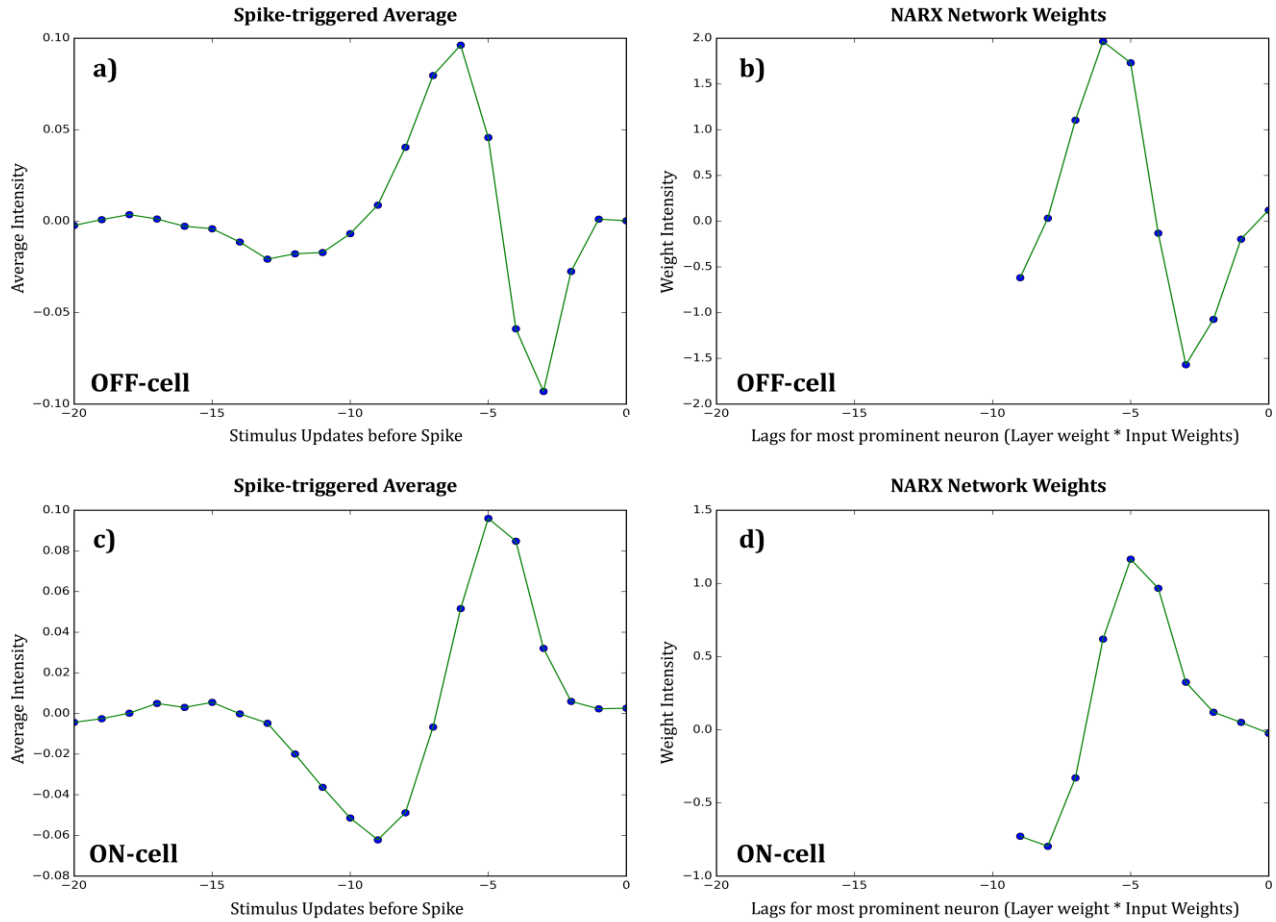 Spike-triggered Average
a)
OFF-cell
0.10
0.05
0.00
−0.05
−0.10
−20
−15
−10
−5
0
Average Intensity
Stimulus Updates before Spike
NARX Network Weights
b)
OFF-cell
2.0
1.5
1.0
0.5
0.0
−0.5
−1.0
−1.5
−2.0
−20
−15
−10
−5
0
Weight Intensity
Lags for most prominent neuron (Layer weight * Input Weights)
Spike-triggered Average
c)
ON-cell
0.10
0.08
0.06
0.04
0.02
0.00
−0.02
−0.04
−0.06
−0.08
−20
−15
−10
−5
0
Average Intensity
Stimulus Updates before Spike
NARX Network Weights
d)
ON-cell
1.5
1.0
0.5
0.0
−0.5
−1.0
−20
−15
−10
−5
0
Weight Intensity
Lags for most prominent neuron (Layer weight * Input Weights)